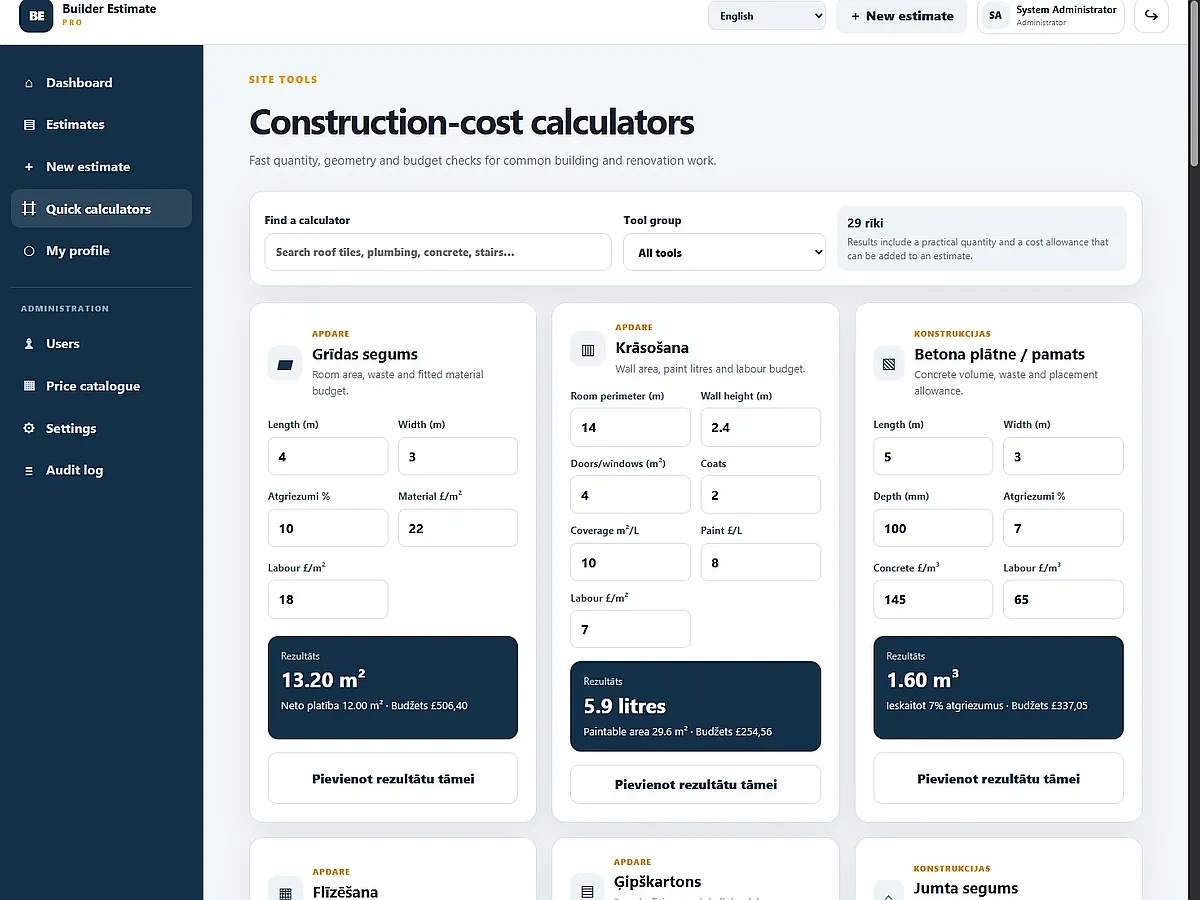 BE
Builder Estimate
PRO
English
+ New estimate
SA
System Administrator
Administrator
Dashboard
Estimates
+ New estimate
Quick calculators
My profile
ADMINISTRATION
Users
Price catalogue
Settings
Audit log
SITE TOOLS
Construction-cost calculators
Fast quantity, geometry and budget checks for common building and renovation work.
Find a calculator
Search roof tiles, plumbing, concrete, stairs...
Tool group
All tools
29 rīki
Results include a practical quantity and a cost allowance that
can be added to an estimate.
APDARE
Grīdas segums
Room area, waste and fitted material
budget.
Length (m)
Width (m)
4
3
Atgriezumi %
Material £/m²
10
22
Labour £/m²
18
Rezultāts
13.20 m²
Neto platība 12.00 m² · Budžets £506,40
Pievienot rezultātu tāmei
APDARE
Krāsošana
Wall area, paint litres and labour budget.
Room perimeter (m)
Wall height (m)
14
2.4
Doors/windows (m²)
Coats
4
2
Coverage m²/L
Paint £/L
10
8
Labour £/m²
7
Rezultāts
5.9 litres
Paintable area 29.6 m² · Budžets £254,56
Pievienot rezultātu tāmei
KONSTRUKCIJAS
Betona plātne / pamats
Concrete volume, waste and placement
allowance.
Length (m)
Width (m)
5
3
Depth (mm)
Atgriezumi %
100
7
Concrete £/m³
Labour £/m³
145
65
Rezultāts
1.60 m³
Ieskaitot 7% atgriezumus · Budžets £337,05
Pievienot rezultātu tāmei
APDARE
Flīzēšana
APDARE
Ģipškartons
KONSTRUKCIJAS
Jumta segums